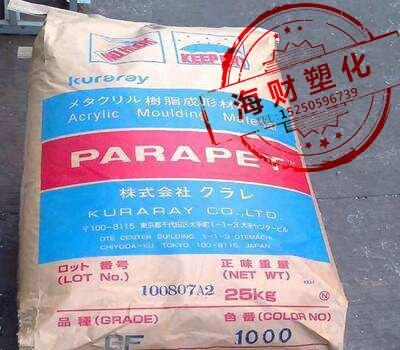 KEEP DRY
kuraray
メタクリル樹脂成形材
Acrylic Moulding Mate
海财塑化
15250596739
PARAPET
株式会社 クラレ
KURARAY CO., LTD.
〒100-8115 東京都千代田区大手町1-1-3 大手センタービル
OTE CENTER BUILDING, 1-1-3 OTEMACHI,
CHIYODA-KU, TOKYO, 100-8115, JAPAN
ロット 番号
(LOT No.)
100807A2
正味重量
(NET WT)
25kg
品種(GRADE)
GF
色番(COLOR NO)
1000